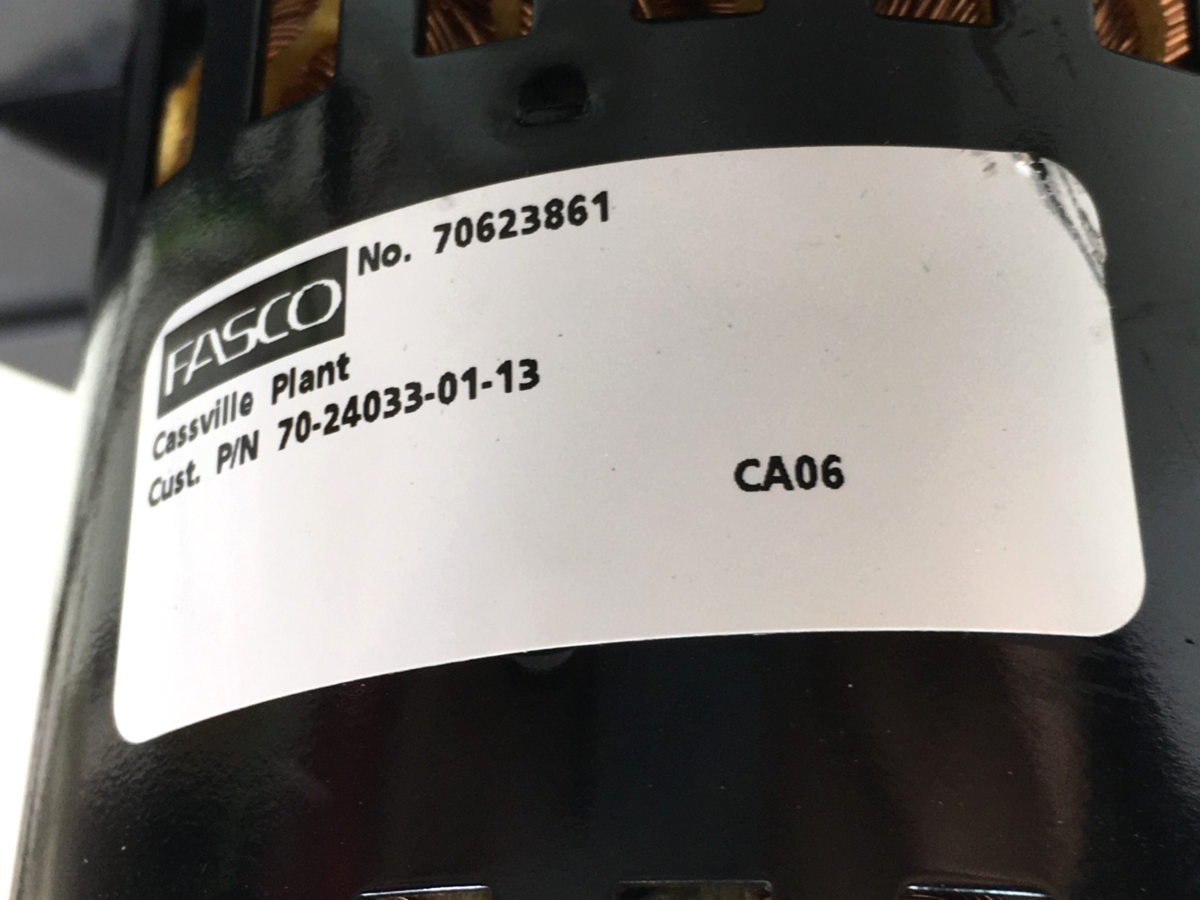 No. 70623861
FASCO
Cassville Plant
Cust. P/N 70-24033-01-13
CA06